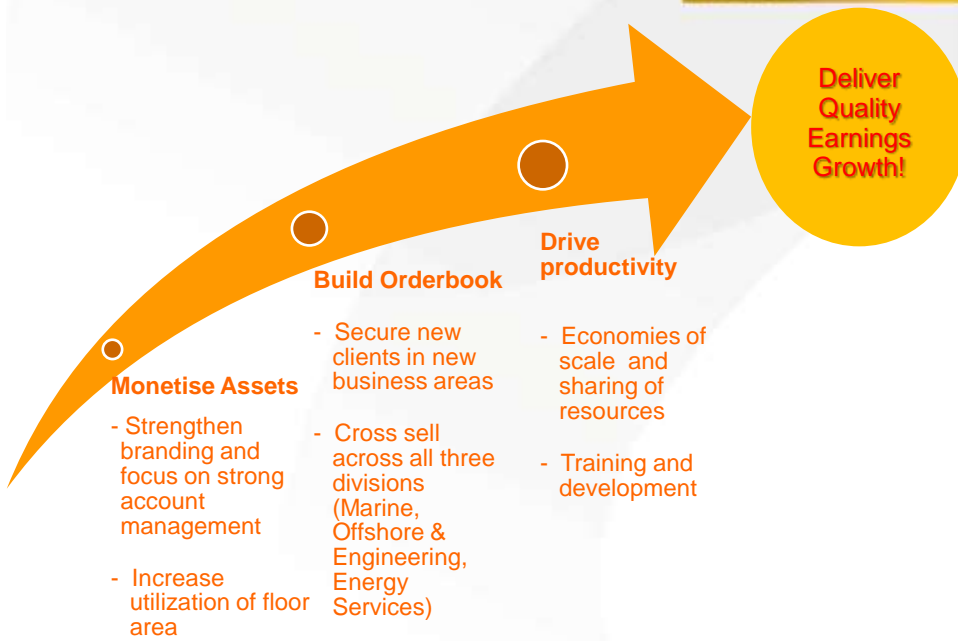 Deliver
Quality
Earnings
Growth!
Monetise Assets
- Strengthen
branding and
focus on strong
account
management
- Increase
utilization of floor
area
Build Orderbook
- Secure new
clients in new
business areas
- Cross sell
across all three
divisions
(Marine,
Offshore &
Engineering,
Energy
Services)
Drive
productivity
- Economies of
scale and
sharing of
resources
- Training and
development